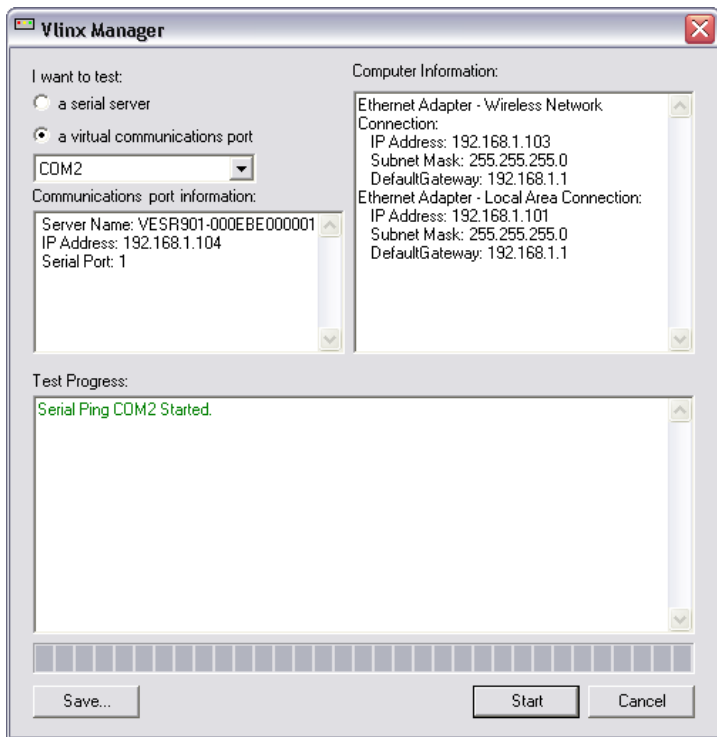 Vlinx Manager
I want to test:
a serial server
a virtual communications port
COM2
Communications port information:
Server Name: VESR901-000EBE000001
IP Address: 192.168.1.104
Serial Port: 1
Computer Information:
Ethernet Adapter - Wireless Network
Connection:
IP Address: 192.168.1.103
Subnet Mask: 255.255.255.0
DefaultGateway: 192.168.1.1
Ethernet Adapter - Local Area Connection:
IP Address: 192.168.1.101
Subnet Mask: 255.255.255.0
DefaultGateway: 192.168.1.1
Test Progress:
Serial Ping COM2 Started.
Save...
Start
Cancel